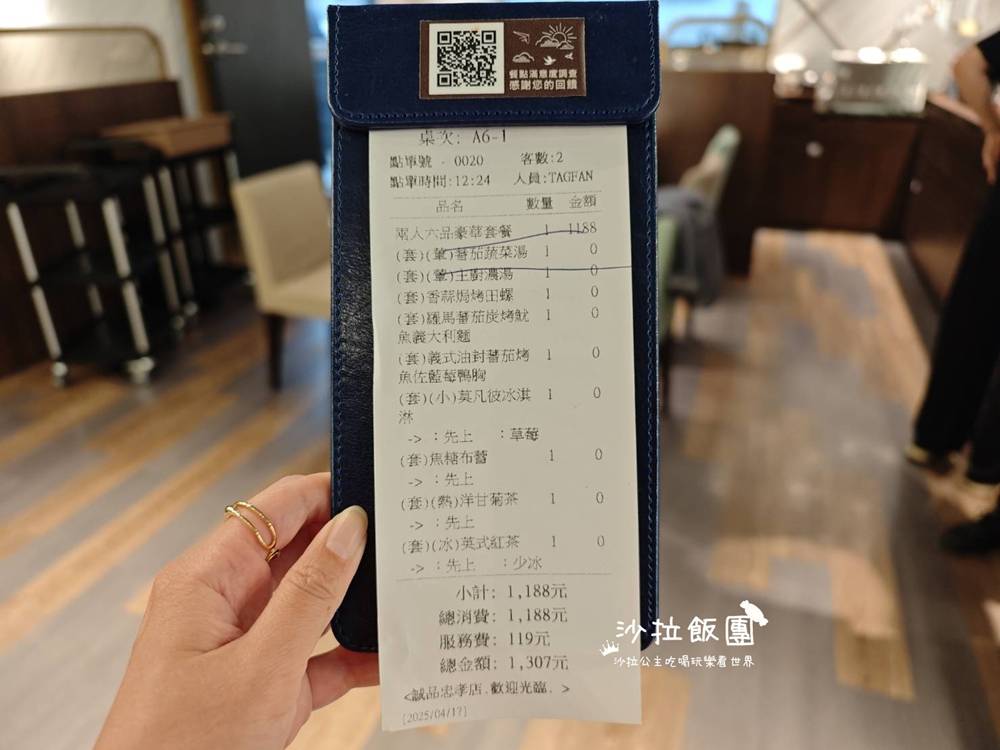 餐點滿意度調查
感謝您的回饋
桌次: A6-1
點單號 - 0020 客數:2
點單時間:12:24 人員:TAGFAN
品名 數量 金額
兩人六品豪華套餐 1 1188
(套)(輩)蕃茄蔬菜湯 1 0
(套)(輩)主廚濃湯 1 0
(套)香蒜焗烤田螺 1 0
(套)羅馬蕃茄炭烤魷 1 0
魚義大利麵
(套)義式油封蕃茄烤 1 0
魚佐藍莓鴨胸
(套)(小)莫凡彼冰淇 1 0
淋
-> :先上 :草莓
(套)焦糖布蕾 1 0
-> :先上
(套)(熱)洋甘菊茶 1 0
-> :先上
(套)(冰)英式紅茶 1 0
-> :先上 :少冰
小計: 1,188元
總消費: 1,188元
服務費: 119元
總金額: 1,307元
<誠品忠孝店.歡迎光臨. >
[2025/04/17]
沙拉飯團
沙拉公主吃喝玩樂看世界